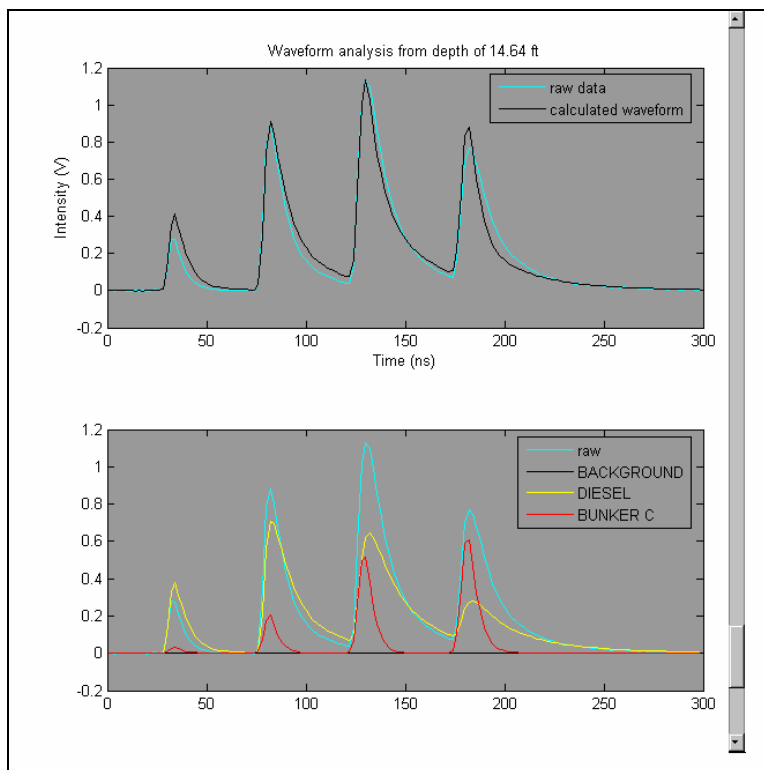 Waveform analysis from depth of 14.64 ft
1.2
1
0.8
0.6
0.4
0.2
0
-0.2
Intensity (V)
raw data
calculated waveform
0 50 100 150 200 250 300
Time (ns)
1.2
1
0.8
0.6
0.4
0.2
0
-0.2
raw
BACKGROUND
DIESEL
BUNKER C
0 50 100 150 200 250 300